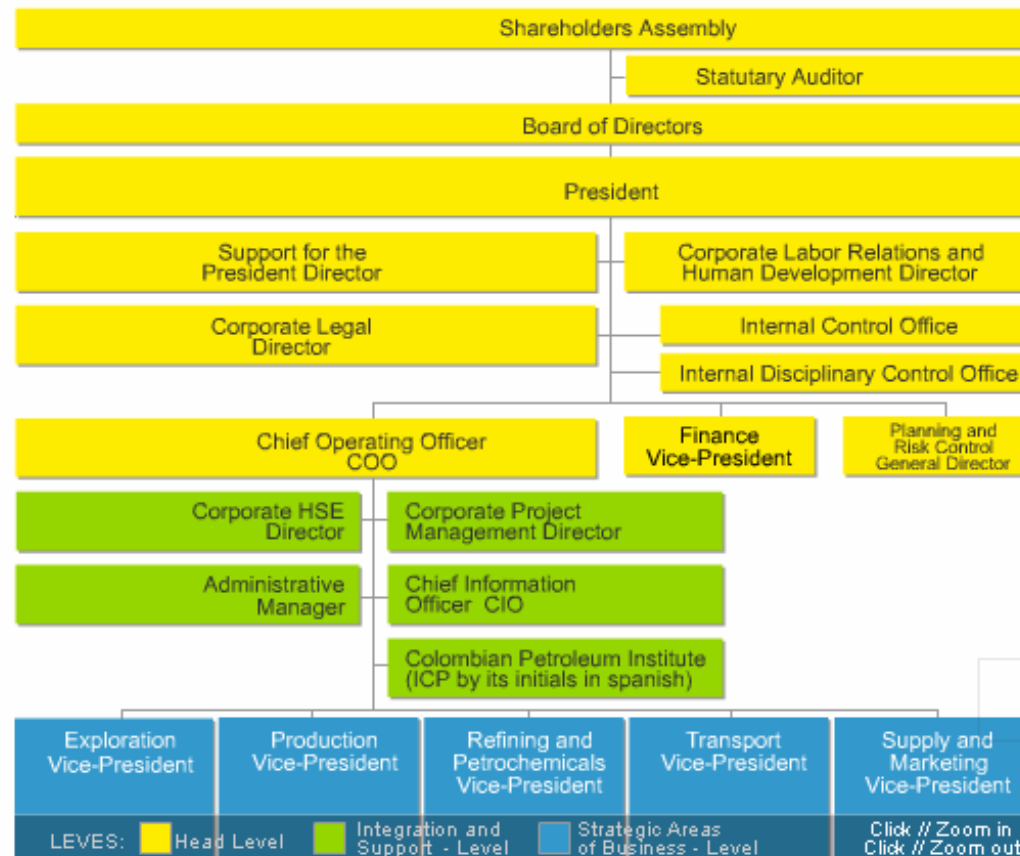 Shareholders Assembly
Statutary Auditor
Board of Directors
President
Support for the
President Director
Corporate Labor Relations and
Human Development Director
Corporate Legal
Director
Internal Control Office
Internal Disciplinary Control Office
Chief Operating Officer
COO
Finance
Vice-President
Planning and
Risk Control
General Director
Corporate HSE
Director
Corporate Project
Management Director
Administrative
Manager
Chief Information
Officer CIO
Colombian Petroleum Institute
(ICP by its initials in spanish)
Exploration
Vice-President
Production
Vice-President
Refining and
Petrochemicals
Vice-President
Transport
Vice-President
Supply and
Marketing
Vice-President
LEVES:
Head Level
Integration and
Support - Level
Strategic Areas
of Business - Level
Click // Zoom in
Click // Zoom out